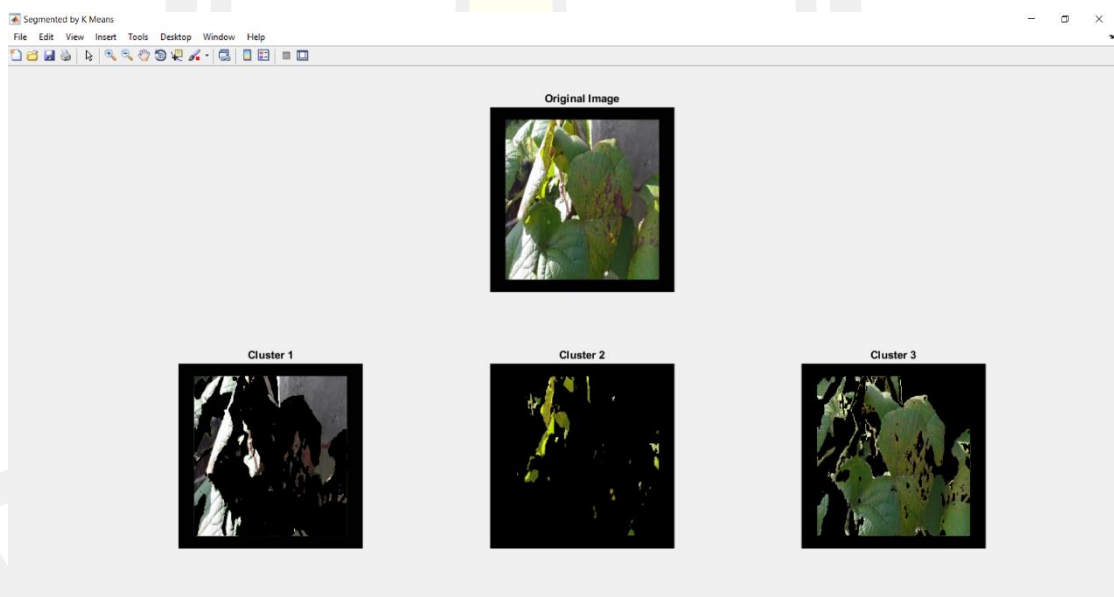 Segmented by K Means
File Edit View Insert Tools Desktop Window Help
Original Image
Cluster 1 Cluster 2 Cluster 3